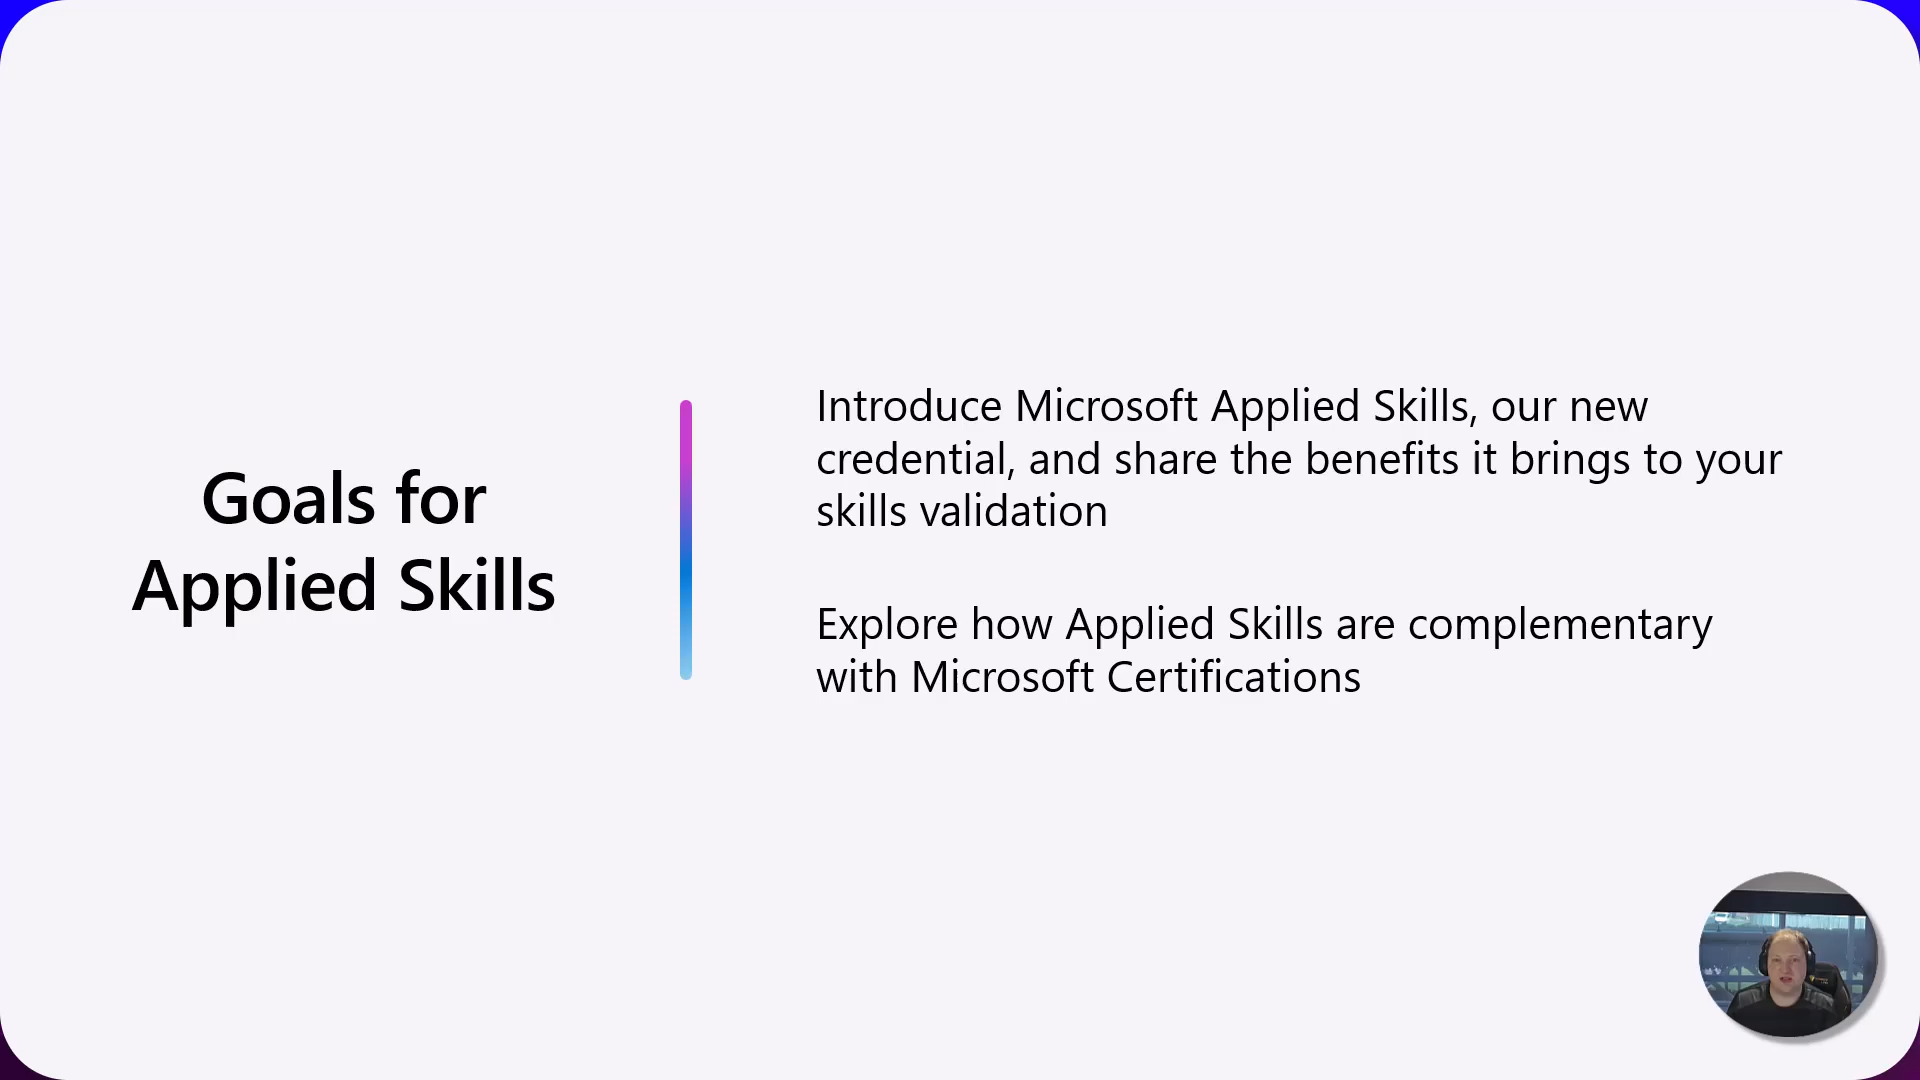 Goals for
Applied Skills
Introduce Microsoft Applied Skills, our new
credential, and share the benefits it brings to your
skills validation
Explore how Applied Skills are complementary
with Microsoft Certifications